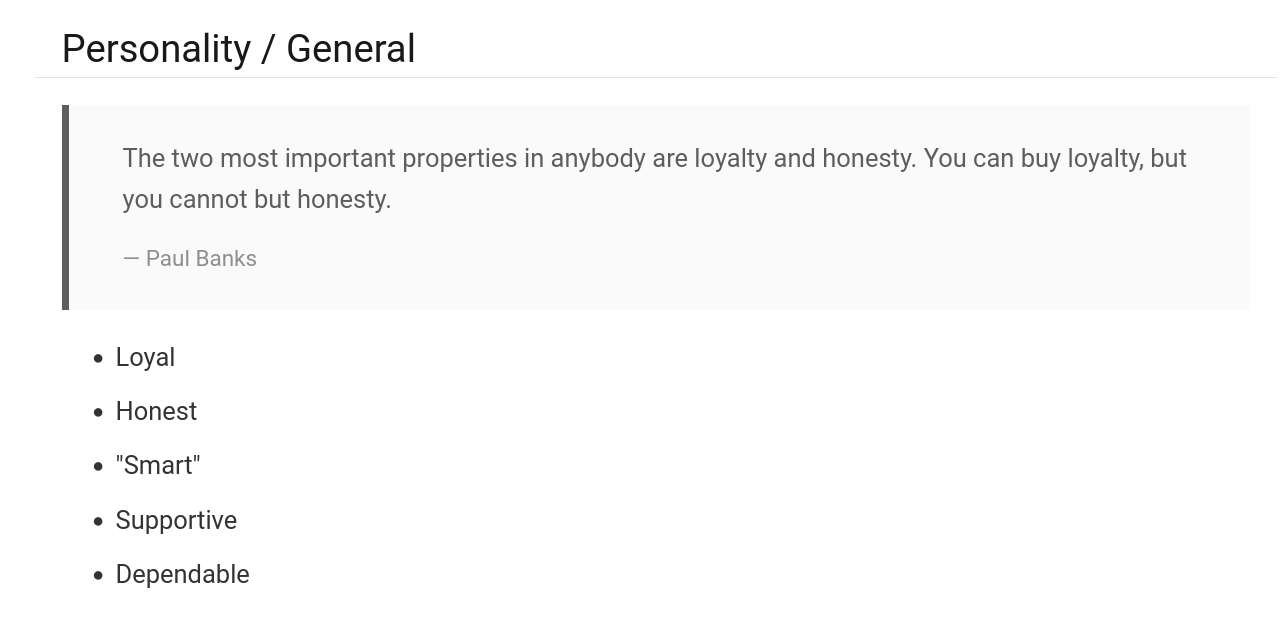 Personality / General
The two most important properties in anybody are loyalty and honesty. You can buy loyalty, but
you cannot but honesty.
— Paul Banks
• Loyal
• Honest
• "Smart"
• Supportive
• Dependable